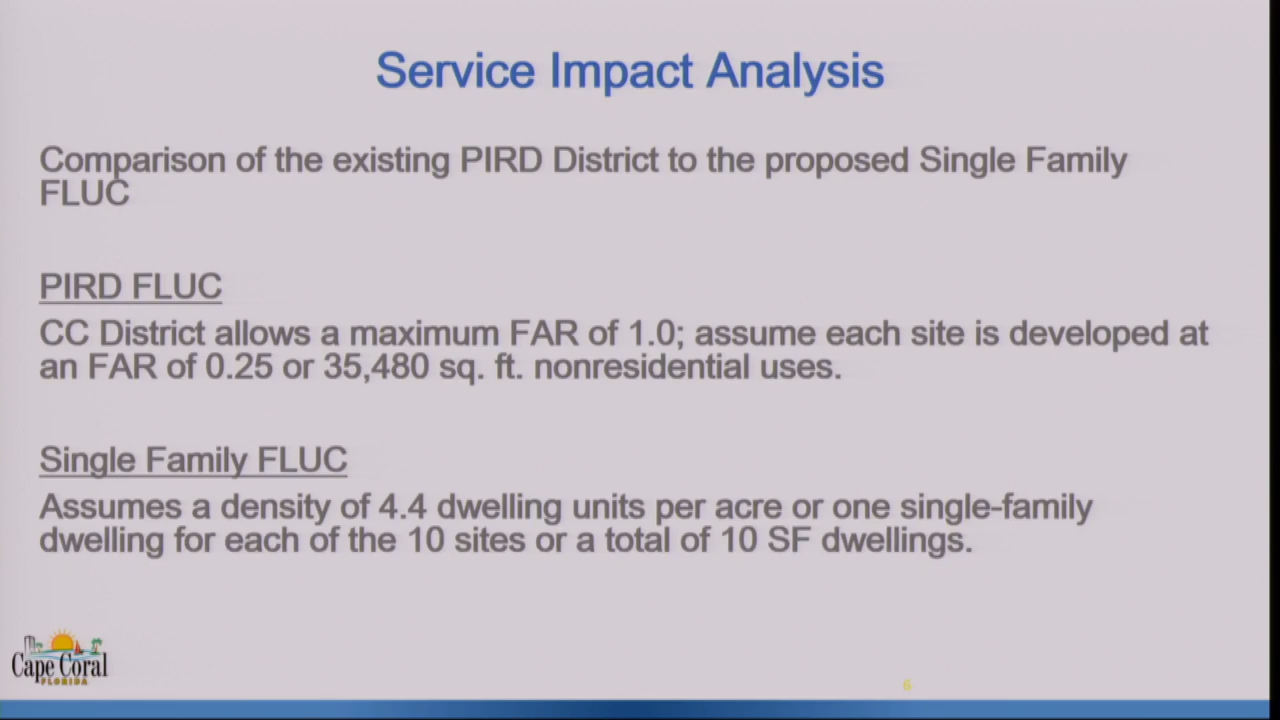 Service Impact Analysis
Comparison of the existing PIRD District to the proposed Single Family
FLUC
PIRD FLUC
CC District allows a maximum FAR of 1.0; assume each site is developed at
an FAR of 0.25 or 35,480 sq. ft. nonresidential uses.
Single Family FLUC
Assumes a density of 4.4 dwelling units per acre or one single-family
dwelling for each of the 10 sites or a total of 10 SF dwellings.
Cape Coral
FLORIDA
6